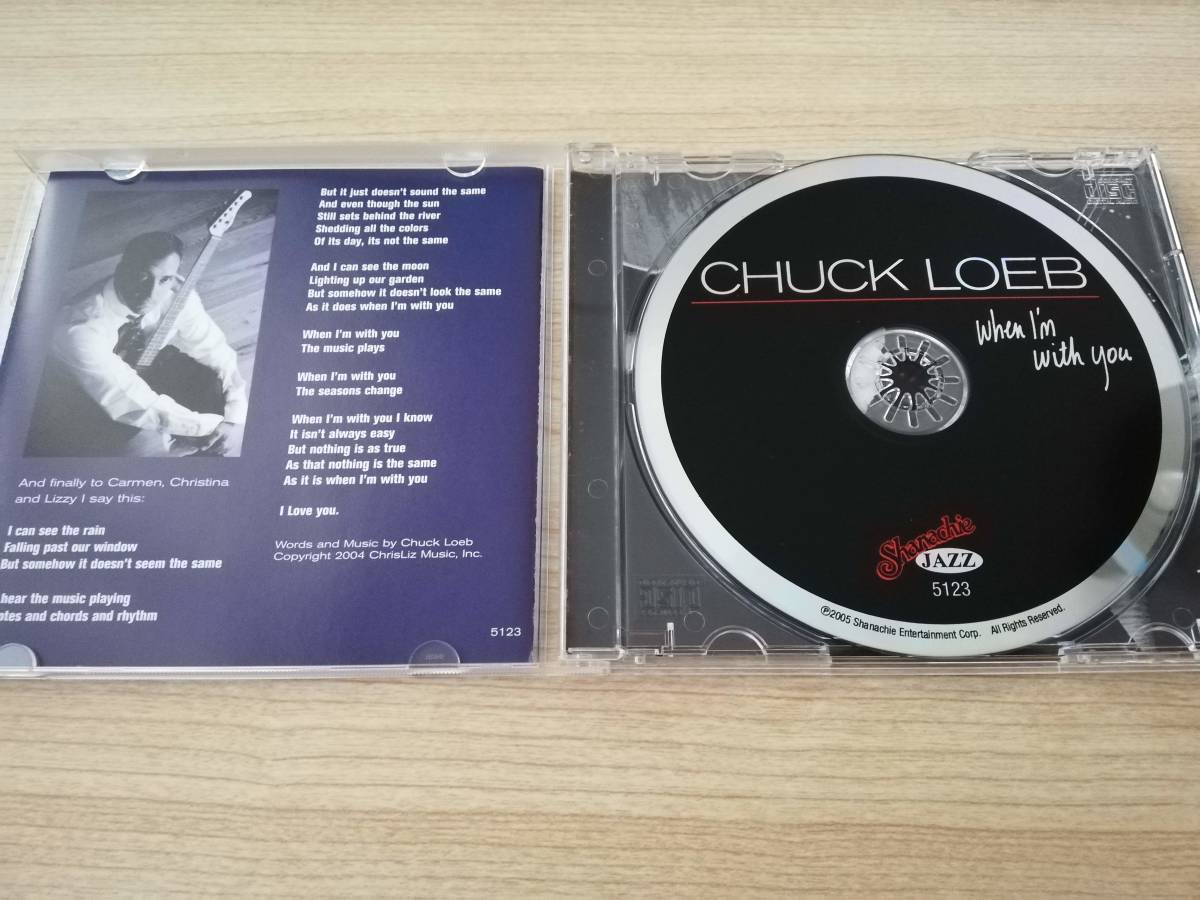 And finally to Carmen, Christina
and Lizzy I say this:
I can see the rain
Falling past our window
But somehow it doesn't seem the same
hear the music playing
and chords and rhythm
But it just doesn't sound the same
And even though the sun
Still sets behind the river
Shedding all the colors
Of its day, its not the same
And I can see the moon
Lighting up our garden
But somehow it doesn't look the same
As it does when I'm with you
When I'm with you
The music plays
When I'm with you
The seasons change
When I'm with you I know
It isn't always easy
But nothing is as true
As that nothing is the same
As it is when I'm with you
I Love you.
Words and Music by Chuck Loeb
Copyright 2004 ChrisLiz Music, Inc.
5123
disc
CHUCK LOEB
When I'm
with you
Shanachie
JAZZ
5123
℗2005 Shanachie Entertainment Corp. All Rights Reserved.